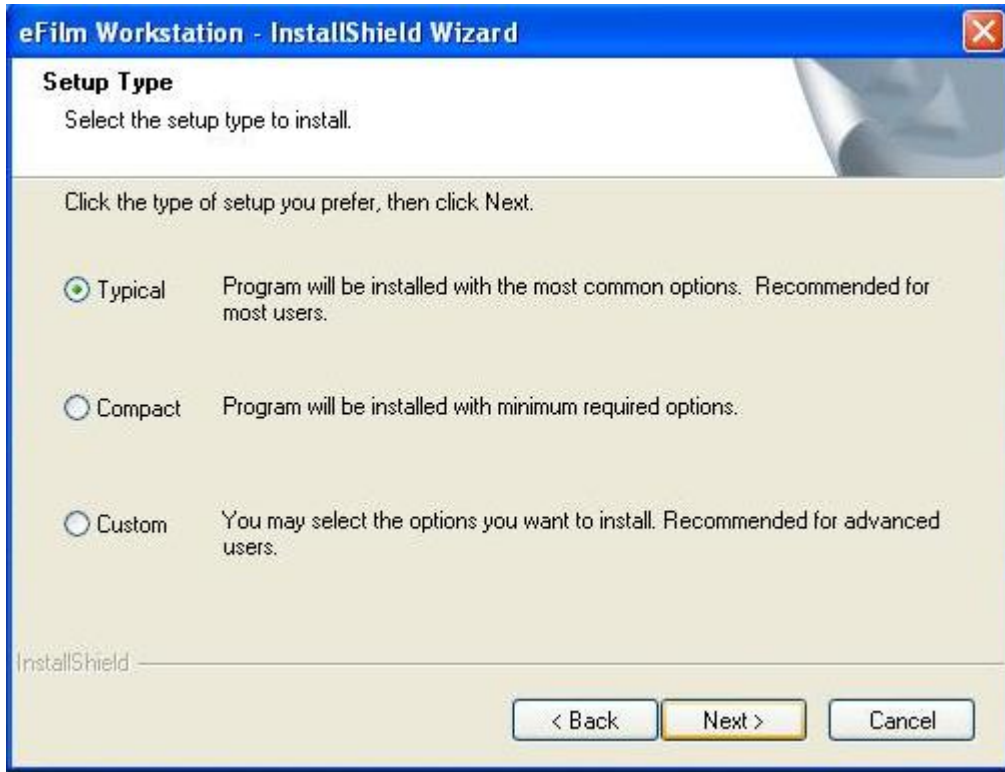 eFilm Workstation - InstallShield Wizard
Setup Type
Select the setup type to install.
Click the type of setup you prefer, then click Next.
Typical
Program will be installed with the most common options.  Recommended for
most users.
Compact
Program will be installed with minimum required options.
Custom
You may select the options you want to install. Recommended for advanced
users.
InstallShield
< Back
Next >
Cancel